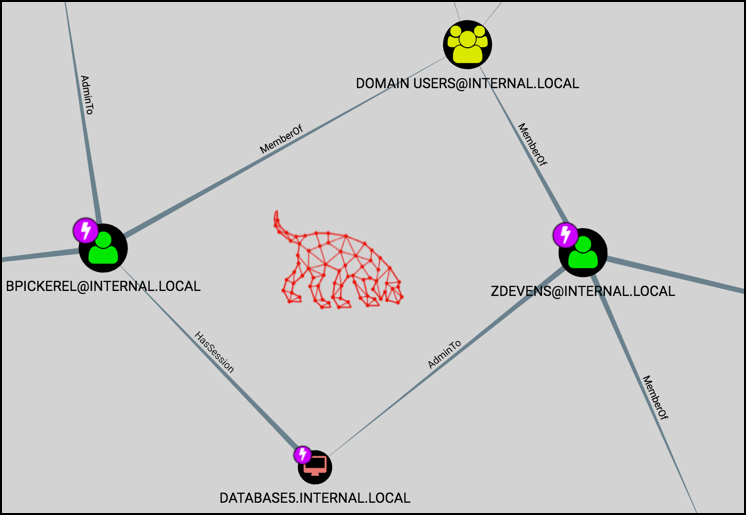 DOMAIN USERS@INTERNAL.LOCAL
AdminTo
MemberOf
MemberOf
BPICKEREL@INTERNAL.LOCAL
ZDEVENS@INTERNAL.LOCAL
HasSession
AdminTo
MemberOf
DATABASE5.INTERNAL.LOCAL